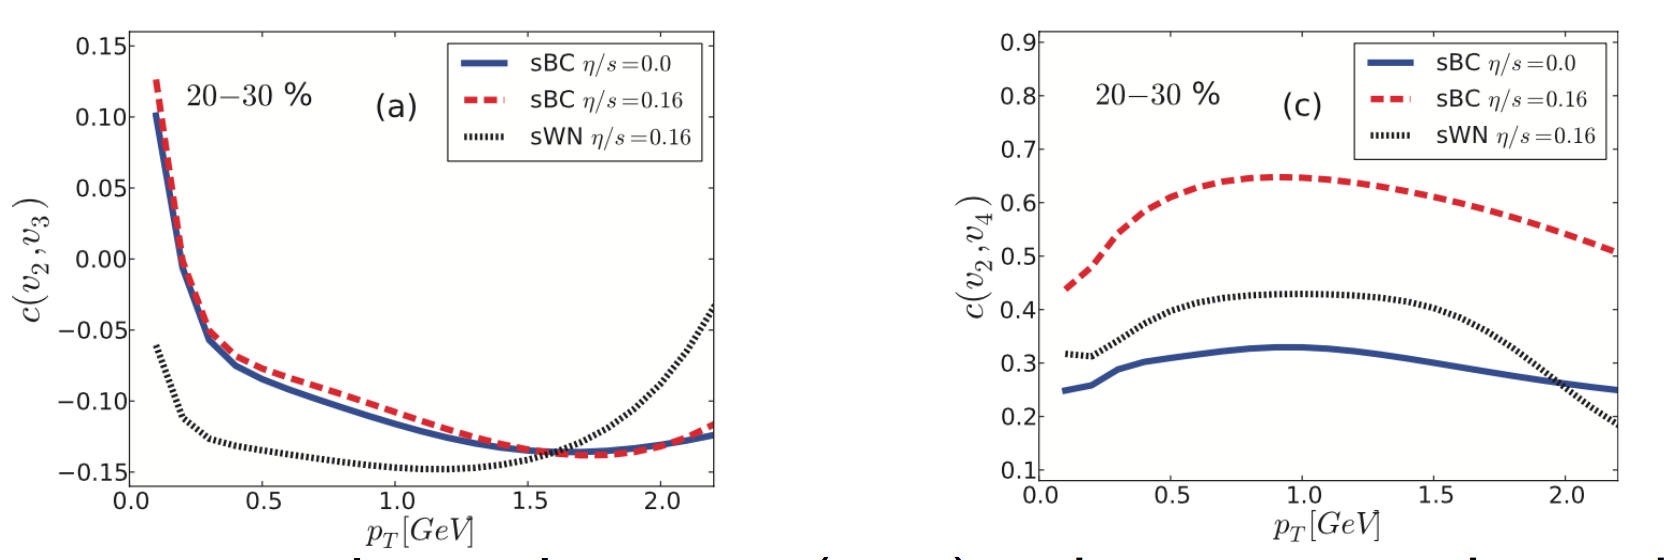 0.15
0.10
0.05
0.00
−0.05
−0.10
−0.15
c(v₂,v₃)
20−30 %
(a)
sBC η/s=0.0
sBC η/s=0.16
sWN η/s=0.16
0.0 0.5 1.0 1.5 2.0
p_T[GeV]
0.9
0.8
0.7
0.6
0.5
0.4
0.3
0.2
0.1
c(v₂,v₄)
20−30 %
(c)
sBC η/s=0.0
sBC η/s=0.16
sWN η/s=0.16
0.0 0.5 1.0 1.5 2.0
p_T[GeV]